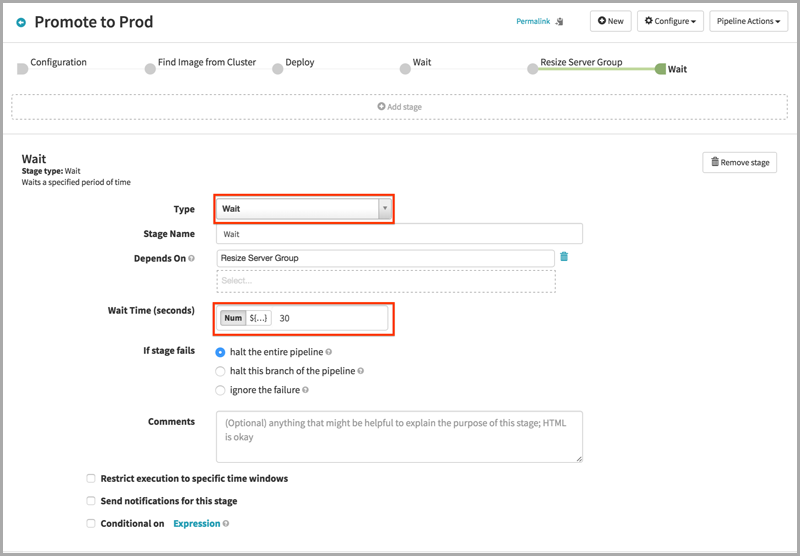 Promote to Prod
Permalink
New
Configure
Pipeline Actions
Configuration
Find Image from Cluster
Deploy
Wait
Resize Server Group
Wait
Add stage
Wait
Stage type: Wait
Waits a specified period of time
Remove stage
Type
Wait
Stage Name
Wait
Depends On
Resize Server Group
Select...
Wait Time (seconds)
Num ${...} 30
If stage fails
halt the entire pipeline
halt this branch of the pipeline
ignore the failure
Comments
(Optional) anything that might be helpful to explain the purpose of this stage; HTML
is okay
Restrict execution to specific time windows
Send notifications for this stage
Conditional on Expression